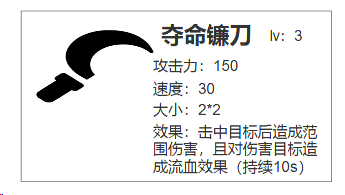 夺命镰刀 lv：3
攻击力：150
速度：30
大小：2*2
效果：击中目标后造成范
围伤害，且对伤害目标造
成流血效果（持续10s）